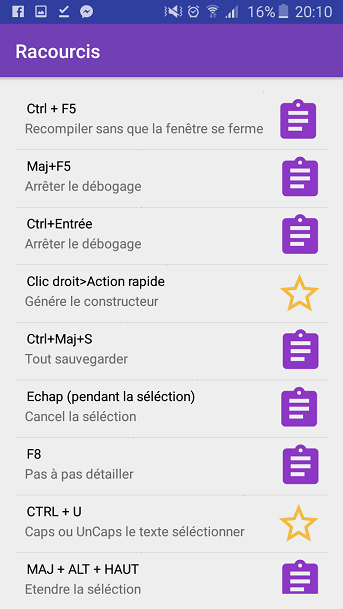 16% 20:10
Racourcis
Ctrl + F5
Recompiler sans que la fenêtre se ferme
Maj+F5
Arrêter le débogage
Ctrl+Entrée
Arrêter le débogage
Clic droit>Action rapide
Génére le constructeur
Ctrl+Maj+S
Tout sauvegarder
Echap (pendant la séléction)
Cancel la séléction
F8
Pas à pas détailler
CTRL + U
Caps ou UnCaps le texte séléctionner
MAJ + ALT + HAUT
Etendre la séléction